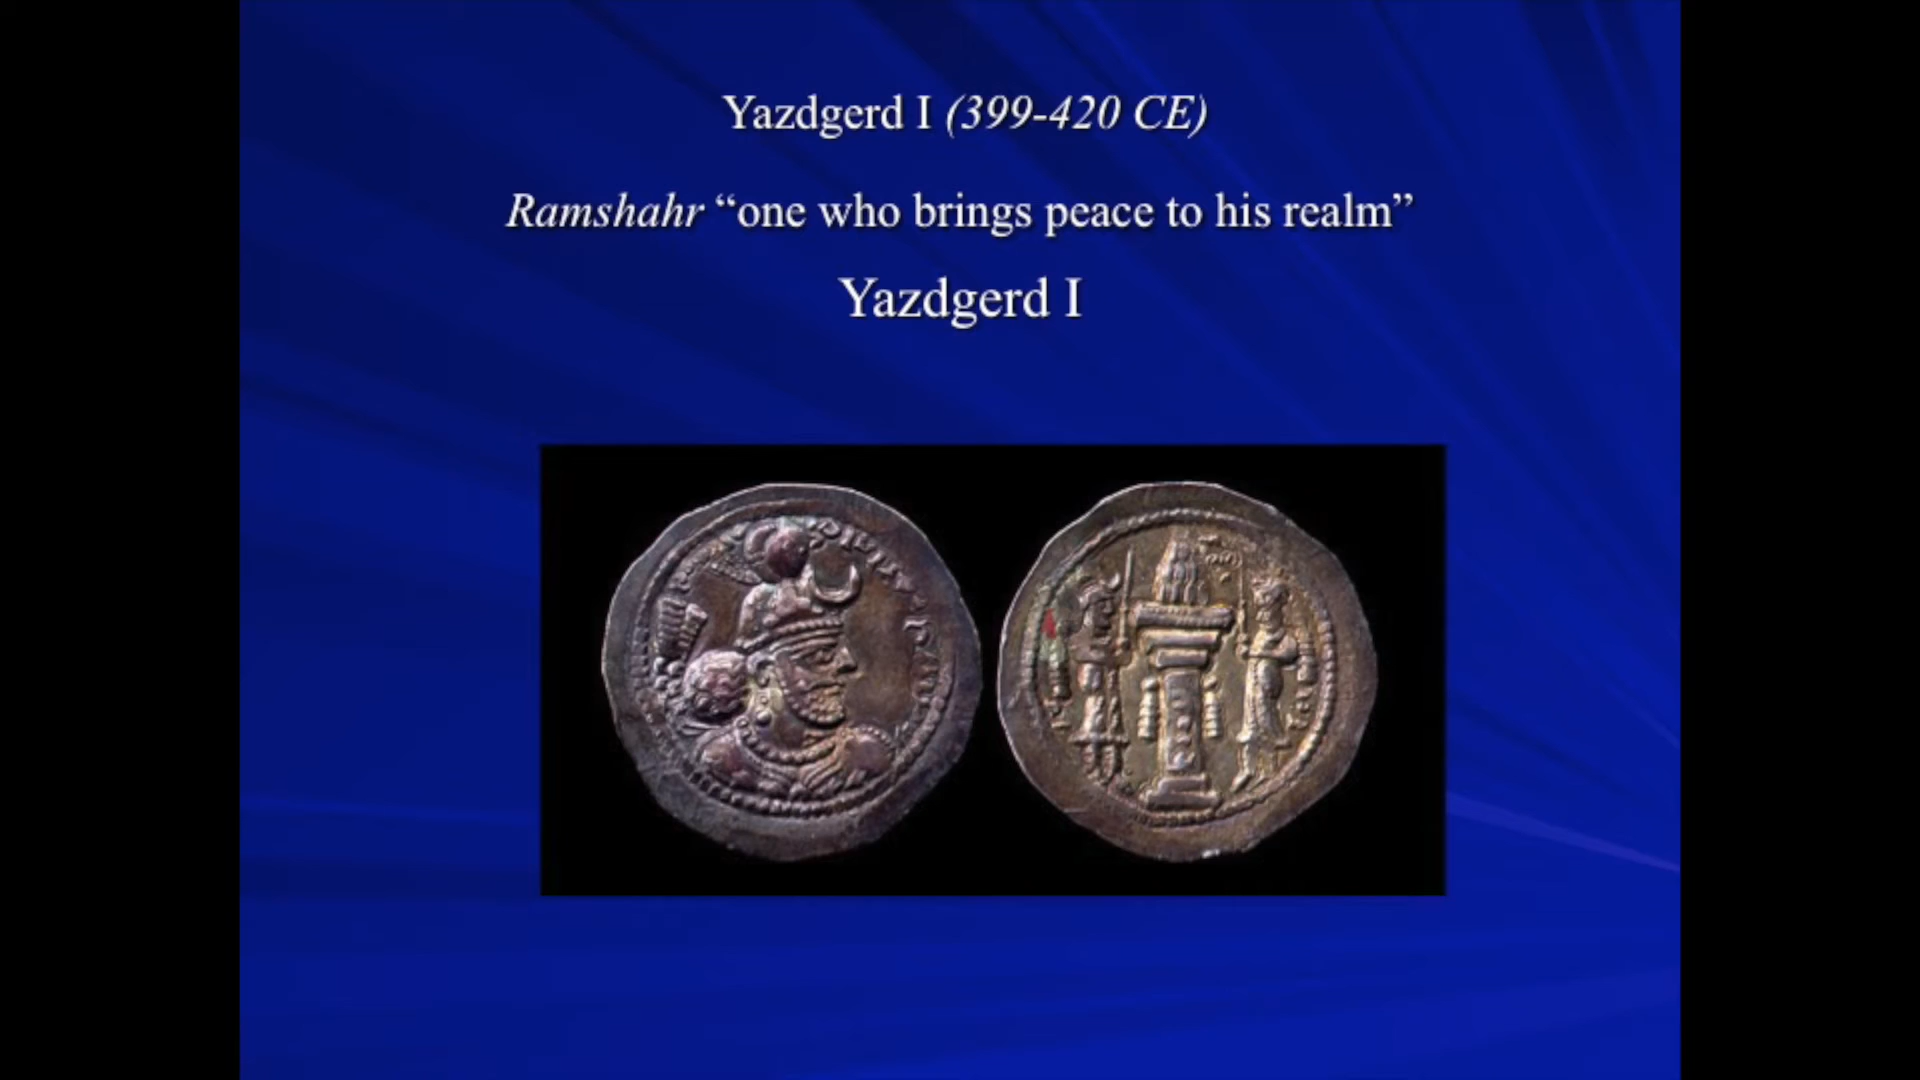 Yazdgerd I (399-420 CE)
Ramshahr “one who brings peace to his realm”
Yazdgerd I